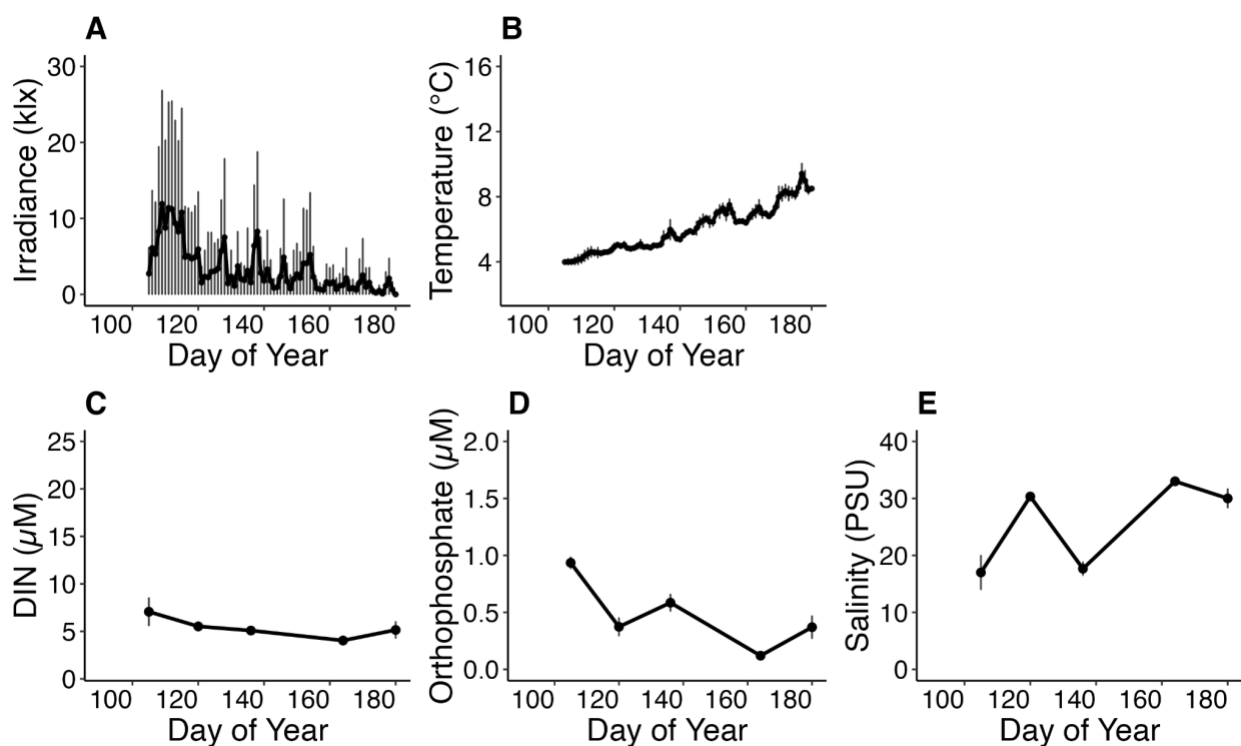 A
Irradiance (klx)
30
20
10
0
100 120 140 160 180
Day of Year
B
Temperature (°C)
16
12
8
4
100 120 140 160 180
Day of Year
C
DIN (µM)
25
20
15
10
5
0
100 120 140 160 180
Day of Year
D
Orthophosphate (µM)
2.0
1.5
1.0
0.5
0.0
100 120 140 160 180
Day of Year
E
Salinity (PSU)
40
30
20
10
0
100 120 140 160 180
Day of Year